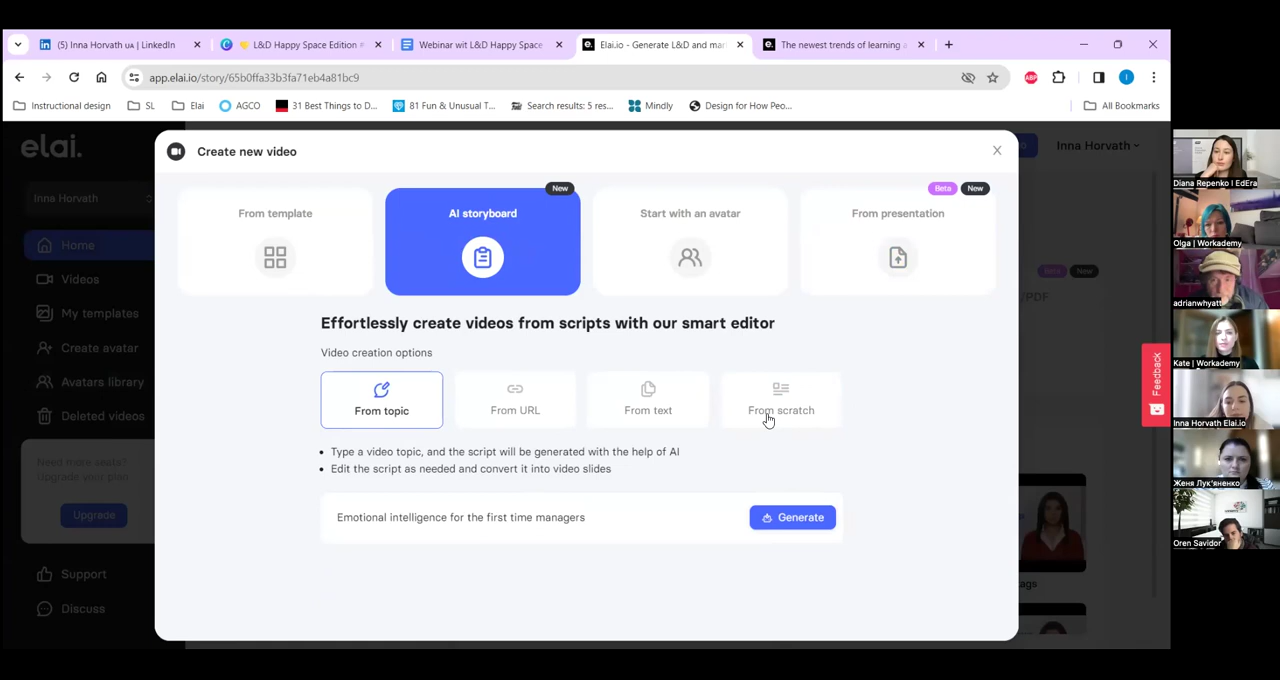 (5) Inna Horvath UA | LinkedIn
L&D Happy Space Edition #
Webinar wit L&D Happy Space
Elai.io - Generate L&D and mar
The newest trends of learning a
app.elai.io/story/65b0ffa33b3fa71eb4a81bc9
ABP
I
Instructional design
SL
Elai
AGCO
31 Best Things to D...
81 Fun & Unusual T...
Search results: 5 res...
Mindly
Design for How Peo...
All Bookmarks
elai.
Inna Horvath
Home
Videos
My templates
Create avatar
Avatars library
Deleted videos
Upgrade your plan
Upgrade
Support
Discuss
Create new video
From template
New
AI storyboard
Start with an avatar
Beta
New
From presentation
Effortlessly create videos from scripts with our smart editor
Video creation options
From topic
From URL
From text
From scratch
• Type a video topic, and the script will be generated with the help of AI
• Edit the script as needed and convert it into video slides
Emotional intelligence for the first time managers
Generate
Inna Horvath
Beta
New
/PDF
Feedback
Diana Repenko | EdEra
Olga | Workademy
adrianwhyatt
Kate | Workademy
Inna Horvath Elai.io
Женя Лук'яненко
Oren Savidor